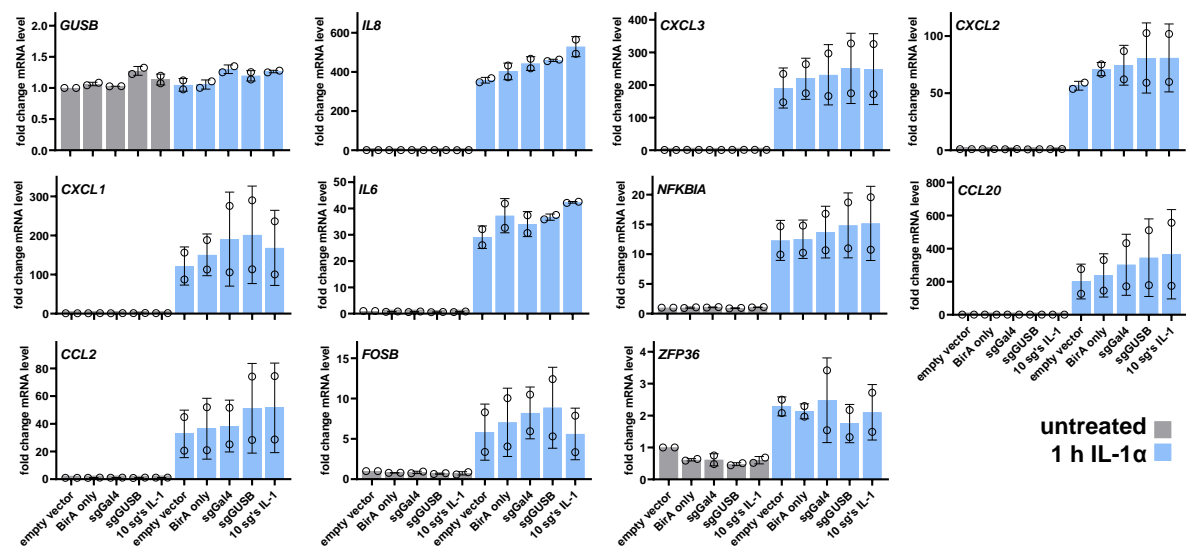 GUSB
fold change mRNA level
2.0
1.5
1.0
0.5
0.0
IL8
fold change mRNA level
600
400
200
0
CXCL3
fold change mRNA level
400
300
200
100
0
CXCL2
fold change mRNA level
100
50
0
CXCL1
fold change mRNA level
300
200
100
0
IL6
fold change mRNA level
50
40
30
20
10
0
NFKBIA
fold change mRNA level
20
15
10
5
0
CCL20
fold change mRNA level
800
600
400
200
0
empty vector
BirA only
sgGal4
sgGUSB
10 sg's IL-1
empty vector
BirA only
sgGal4
sgGUSB
10 sg's IL-1
CCL2
fold change mRNA level
100
80
60
40
20
0
empty vector
BirA only
sgGal4
sgGUSB
10 sg's IL-1
empty vector
BirA only
sgGal4
sgGUSB
10 sg's IL-1
FOSB
fold change mRNA level
15
10
5
0
empty vector
BirA only
sgGal4
sgGUSB
10 sg's IL-1
empty vector
BirA only
sgGal4
sgGUSB
10 sg's IL-1
ZFP36
fold change mRNA level
4
3
2
1
0
empty vector
BirA only
sgGal4
sgGUSB
10 sg's IL-1
empty vector
BirA only
sgGal4
sgGUSB
10 sg's IL-1
untreated
1 h IL-1α